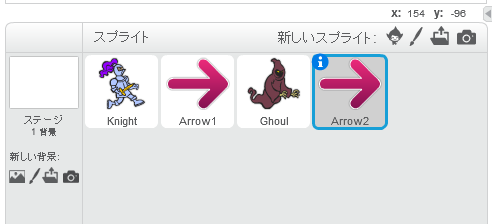 x: 154 y: -96
スプライト 新しいスプライト:
Knight Arrow1 Ghoul Arrow2
ステージ
1 背景
新しい背景: